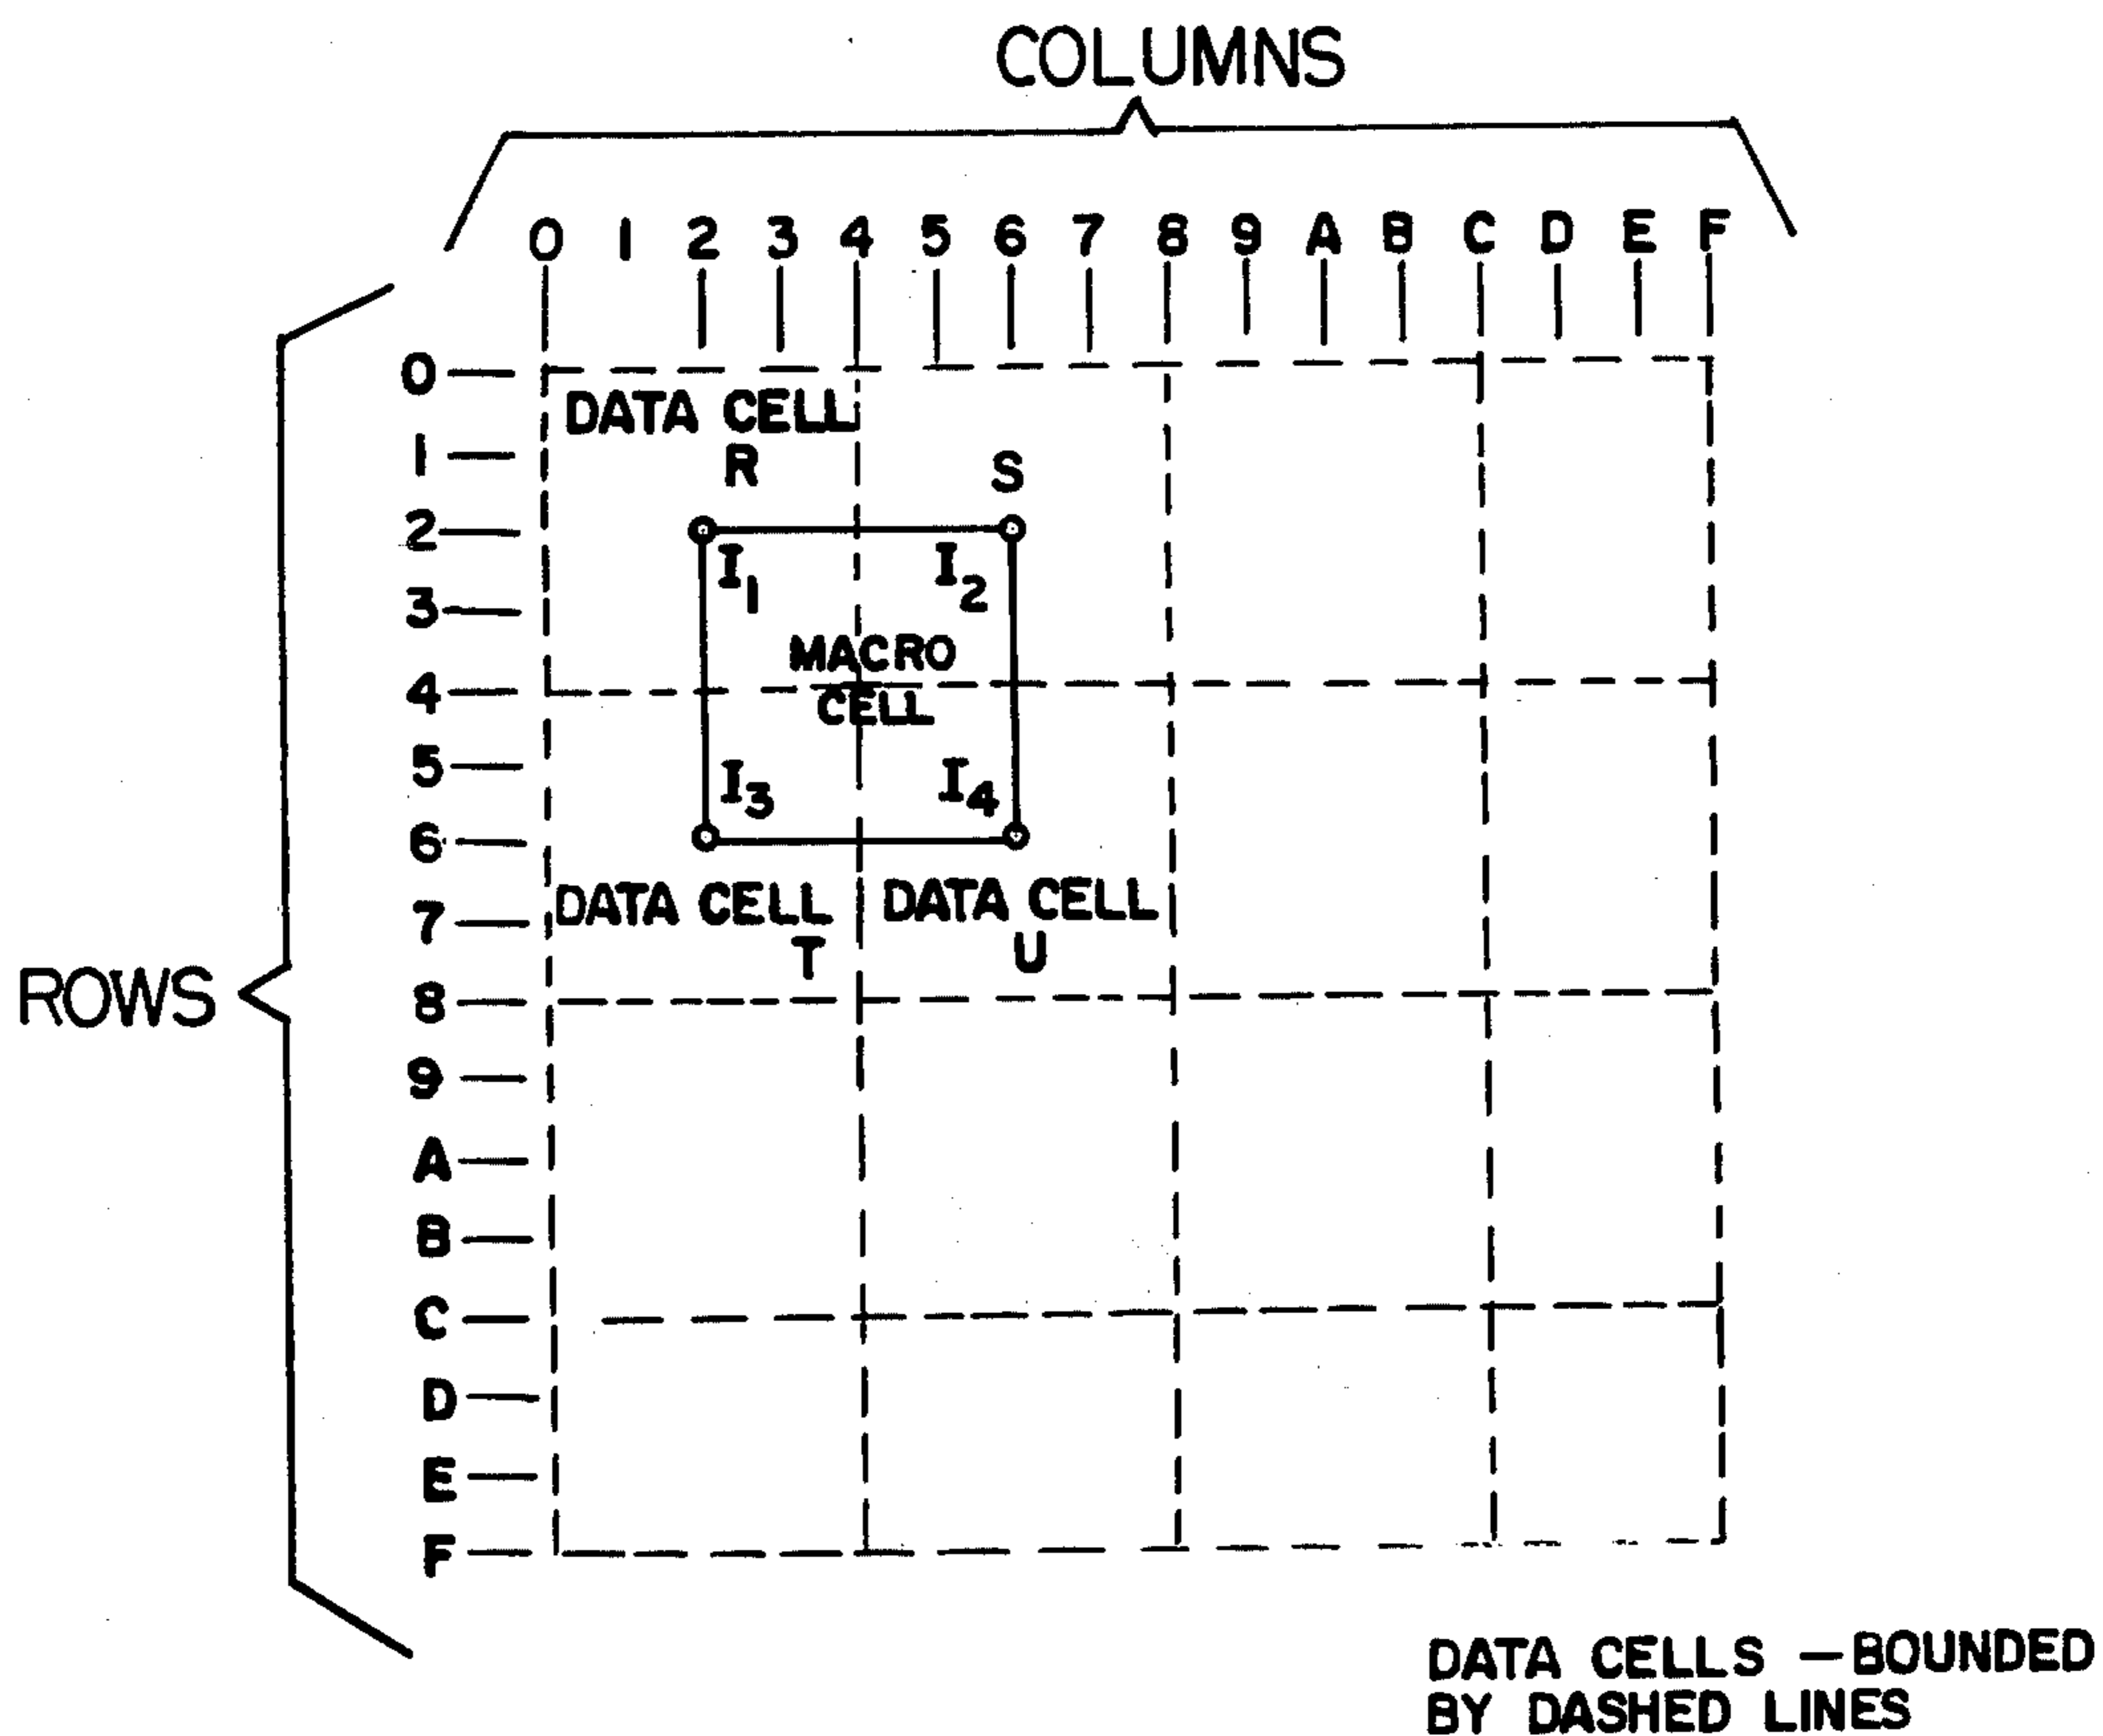 COLUMNS
0 1 2 3 4 5 6 7 8 9 A B C D E F
0
DATA CELL
R
S
1
2
I1 I2
3
MACRO
CELL
4
5
I3 I4
6
DATA CELL DATA CELL
7
T U
ROWS
8
9
A
B
C
D
E
F
DATA CELLS —BOUNDED
BY DASHED LINES